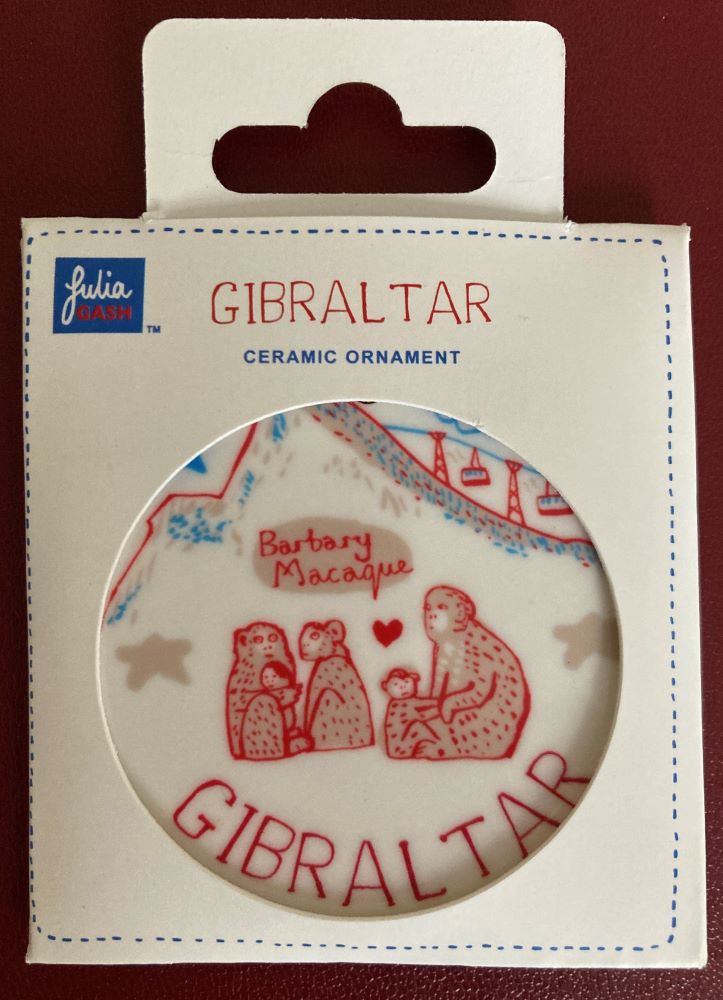 Julia
GASH
TM
GIBRALTAR
CERAMIC ORNAMENT
Barbary
Macaque
GIBRALTAR